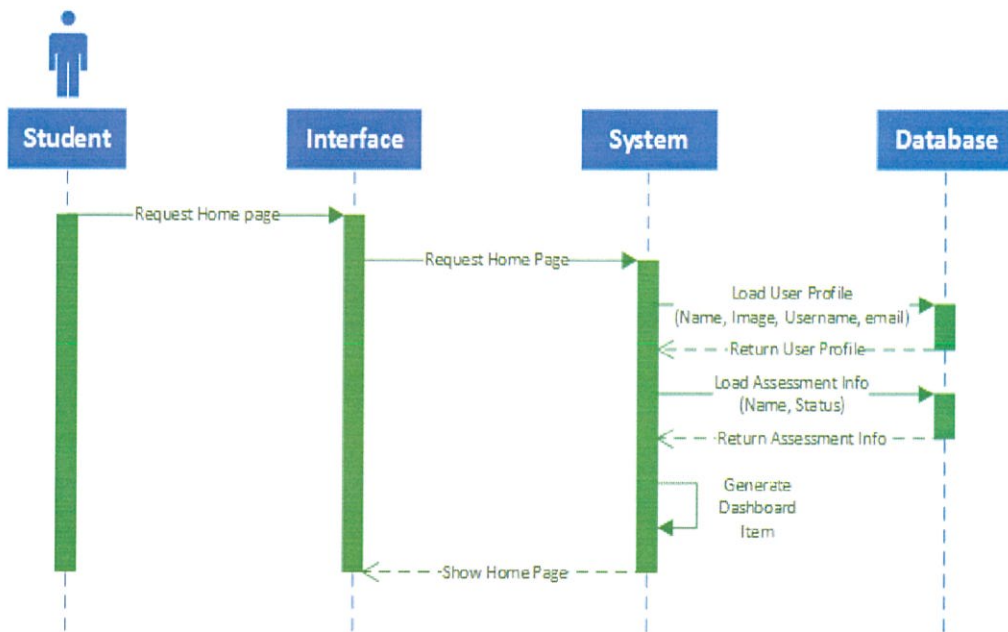 Student
Interface
System
Database
Request Home page
Request Home Page
Load User Profile
(Name, Image, Username, email)
Return User Profile
Load Assessment Info
(Name, Status)
Return Assessment Info
Generate
Dashboard
Item
Show Home Page